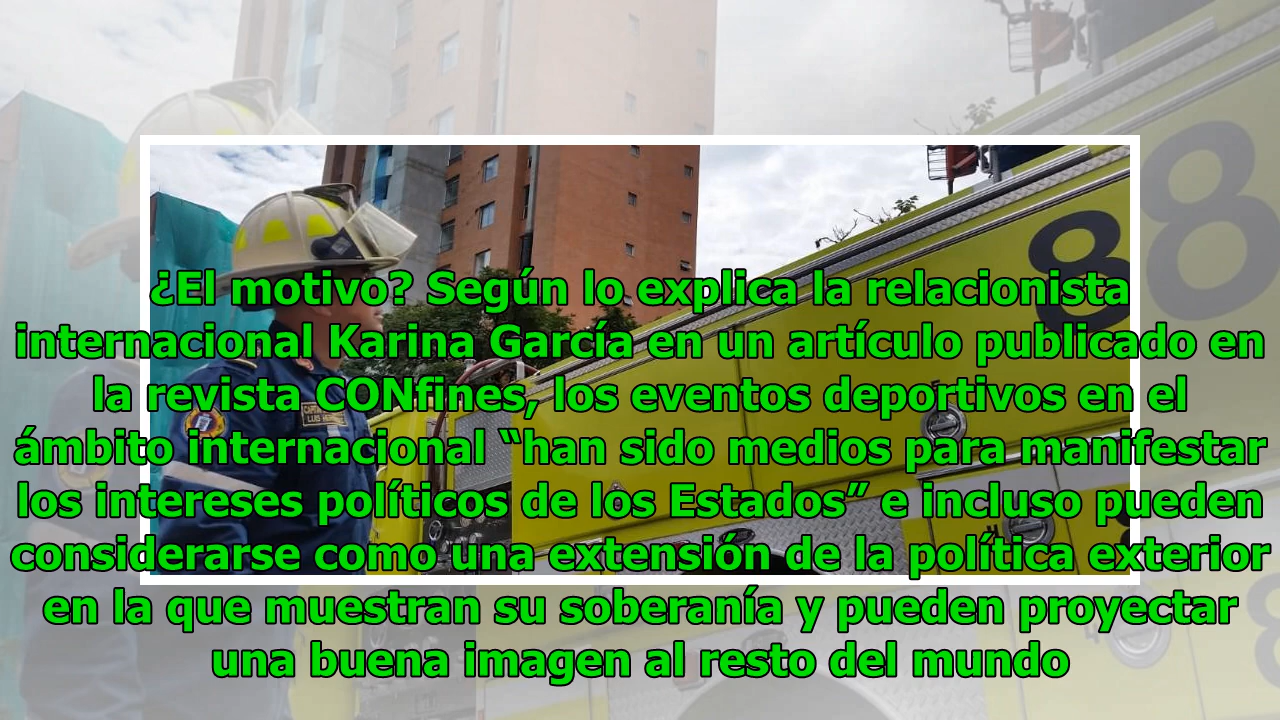 ¿El motivo? Según lo explica la relacionista
internacional Karina García en un artículo publicado en
la revista CONfines, los eventos deportivos en el
ámbito internacional “han sido medios para manifestar
los intereses políticos de los Estados” e incluso pueden
considerarse como una extensión de la política exterior
en la que muestran su soberanía y pueden proyectar
una buena imagen al resto del mundo
88
8
LUIS